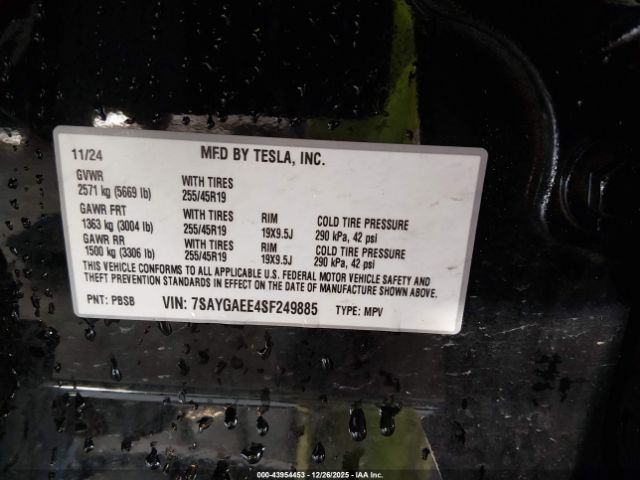 11/24 MFD BY TESLA, INC.
GVWR
2571 kg (5669 lb) WITH TIRES 255/45R19
GAWR FRT
1363 kg (3004 lb) WITH TIRES 255/45R19 RIM 19X9.5J COLD TIRE PRESSURE 290 kPa, 42 psi
GAWR RR
1500 kg (3306 lb) WITH TIRES 255/45R19 RIM 19X9.5J COLD TIRE PRESSURE 290 kPa, 42 psi
THIS VEHICLE CONFORMS TO ALL APPLICABLE U.S. FEDERAL MOTOR VEHICLE SAFETY AND
THEFT PREVENTION STANDARDS IN EFFECT ON THE DATE OF MANUFACTURE SHOWN ABOVE.
PNT: PBSB VIN: 7SAYGAEE4SF249885 TYPE: MPV
000-43954453 - 12/26/2025 - IAA Inc.